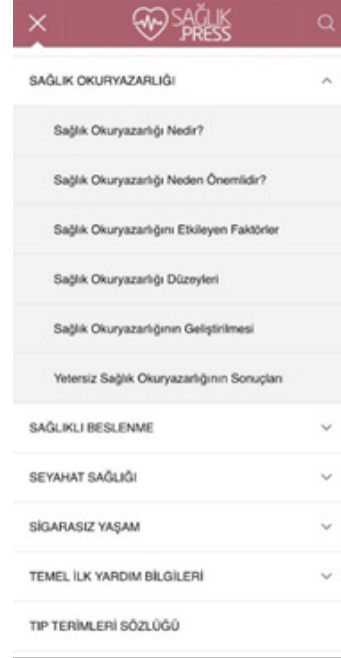 SAĞLIK
.PRESS
SAĞLIK OKURYAZARLIĞI
Sağlık Okuryazarlığı Nedir?
Sağlık Okuryazarlığı Neden Önemlidir?
Sağlık Okuryazarlığını Etkileyen Faktörler
Sağlık Okuryazarlığı Düzeyleri
Sağlık Okuryazarlığının Geliştirilmesi
Yetersiz Sağlık Okuryazarlığının Sonuçları
SAĞLIKLI BESLENME
SEYAHAT SAĞLIĞI
SİGARASIZ YAŞAM
TEMEL İLK YARDIM BİLGİLERİ
TIP TERİMLERİ SÖZLÜĞÜ